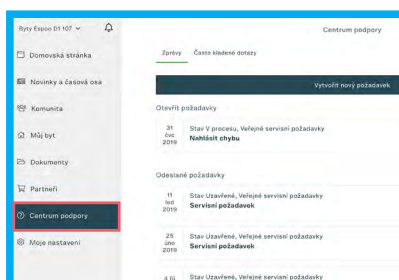 Byty Espoo D1 107
Centrum podpory
Domovská stránka
Novinky a časová osa
Komunita
Můj byt
Dokumenty
Partneři
Centrum podpory
Moje nastavení
Zprávy Často kledené dotazy
Vytvořit nový požadavek
Otevřít požadavky
31 čvc 2019
Stav V procesu, Veřejné servisní požadavky
Nahlásit chybu
Odeslané požadavky
11 led 2019
Stav Uzavřené, Veřejné servisní požadavky
Servisní požadavek
25 úno 2019
Stav Uzavřené, Veřejné servisní požadavky
Servisní požadavek
Stav Uzavřené, Veřejné servisní požadavky